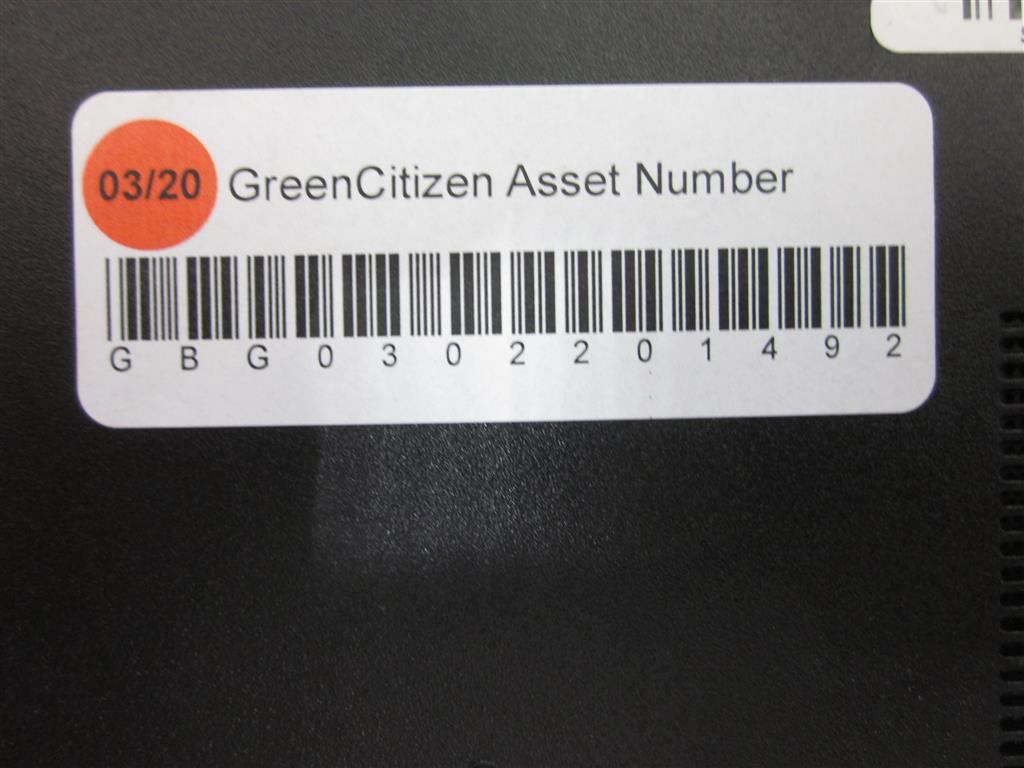 03/20 GreenCitizen Asset Number
G B G 0 3 0 2 2 0 1 4 9 2